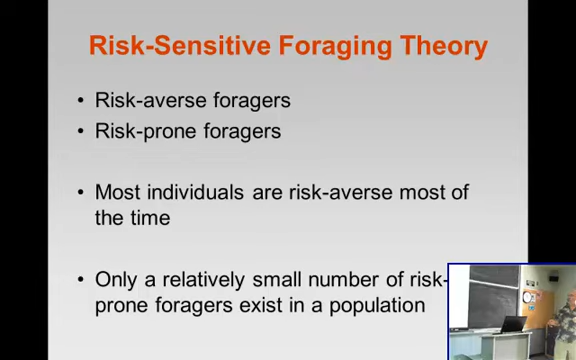 Risk-Sensitive Foraging Theory
• Risk-averse foragers
• Risk-prone foragers
• Most individuals are risk-averse most of
the time
• Only a relatively small number of risk-
prone foragers exist in a population